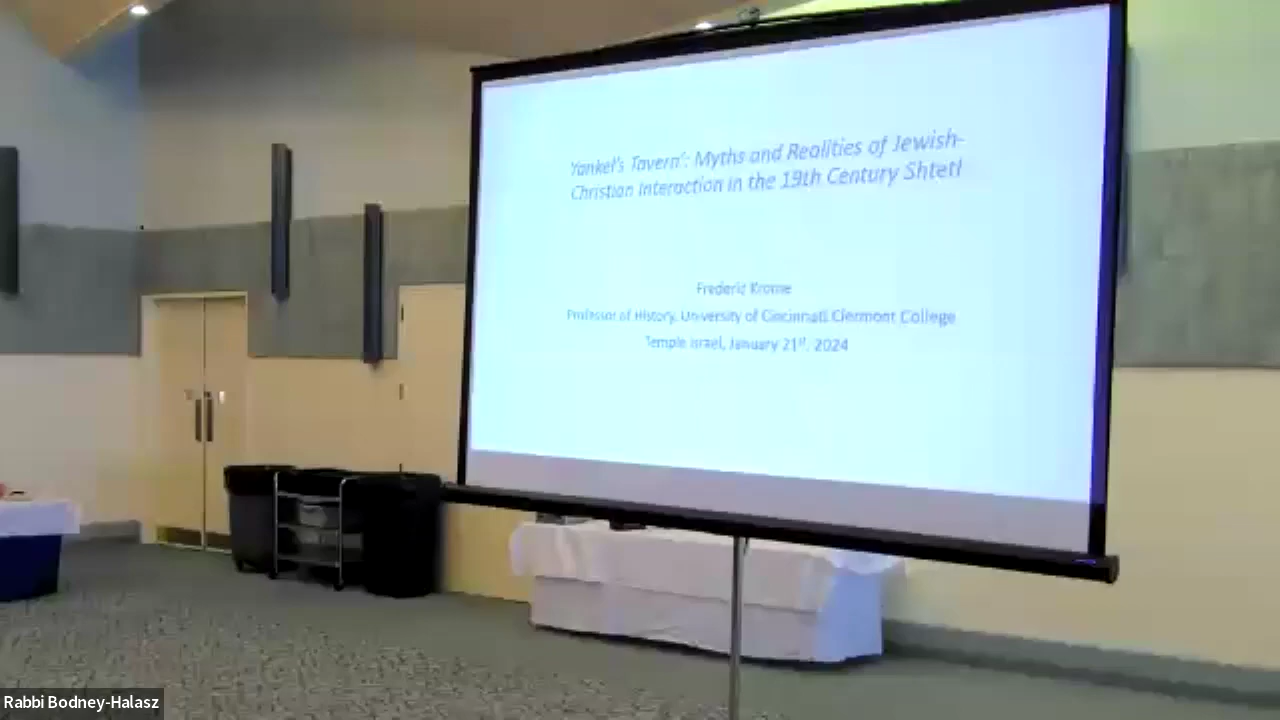 Yankel's Tavern': Myths and Realities of Jewish-
Christian Interaction in the 19th Century Shtetl
Frederic Krome
Professor of History, University of Cincinnati Clermont College
Temple Israel, January 21st, 2024
Rabbi Bodney-Halasz